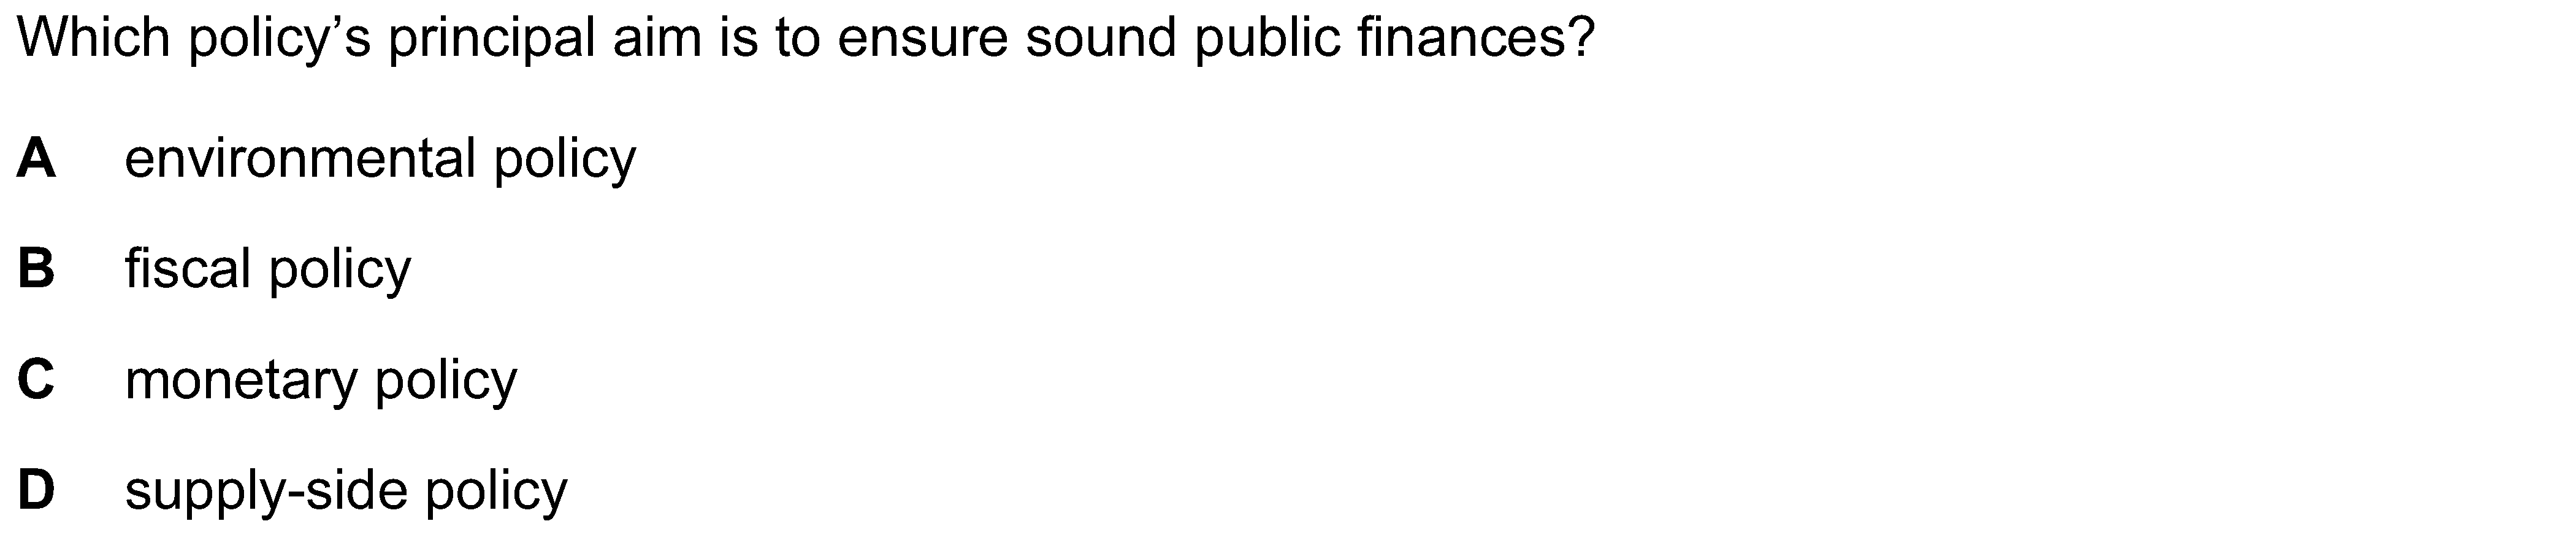 Which policy’s principal aim is to ensure sound public finances?
A environmental policy
B fiscal policy
C monetary policy
D supply-side policy